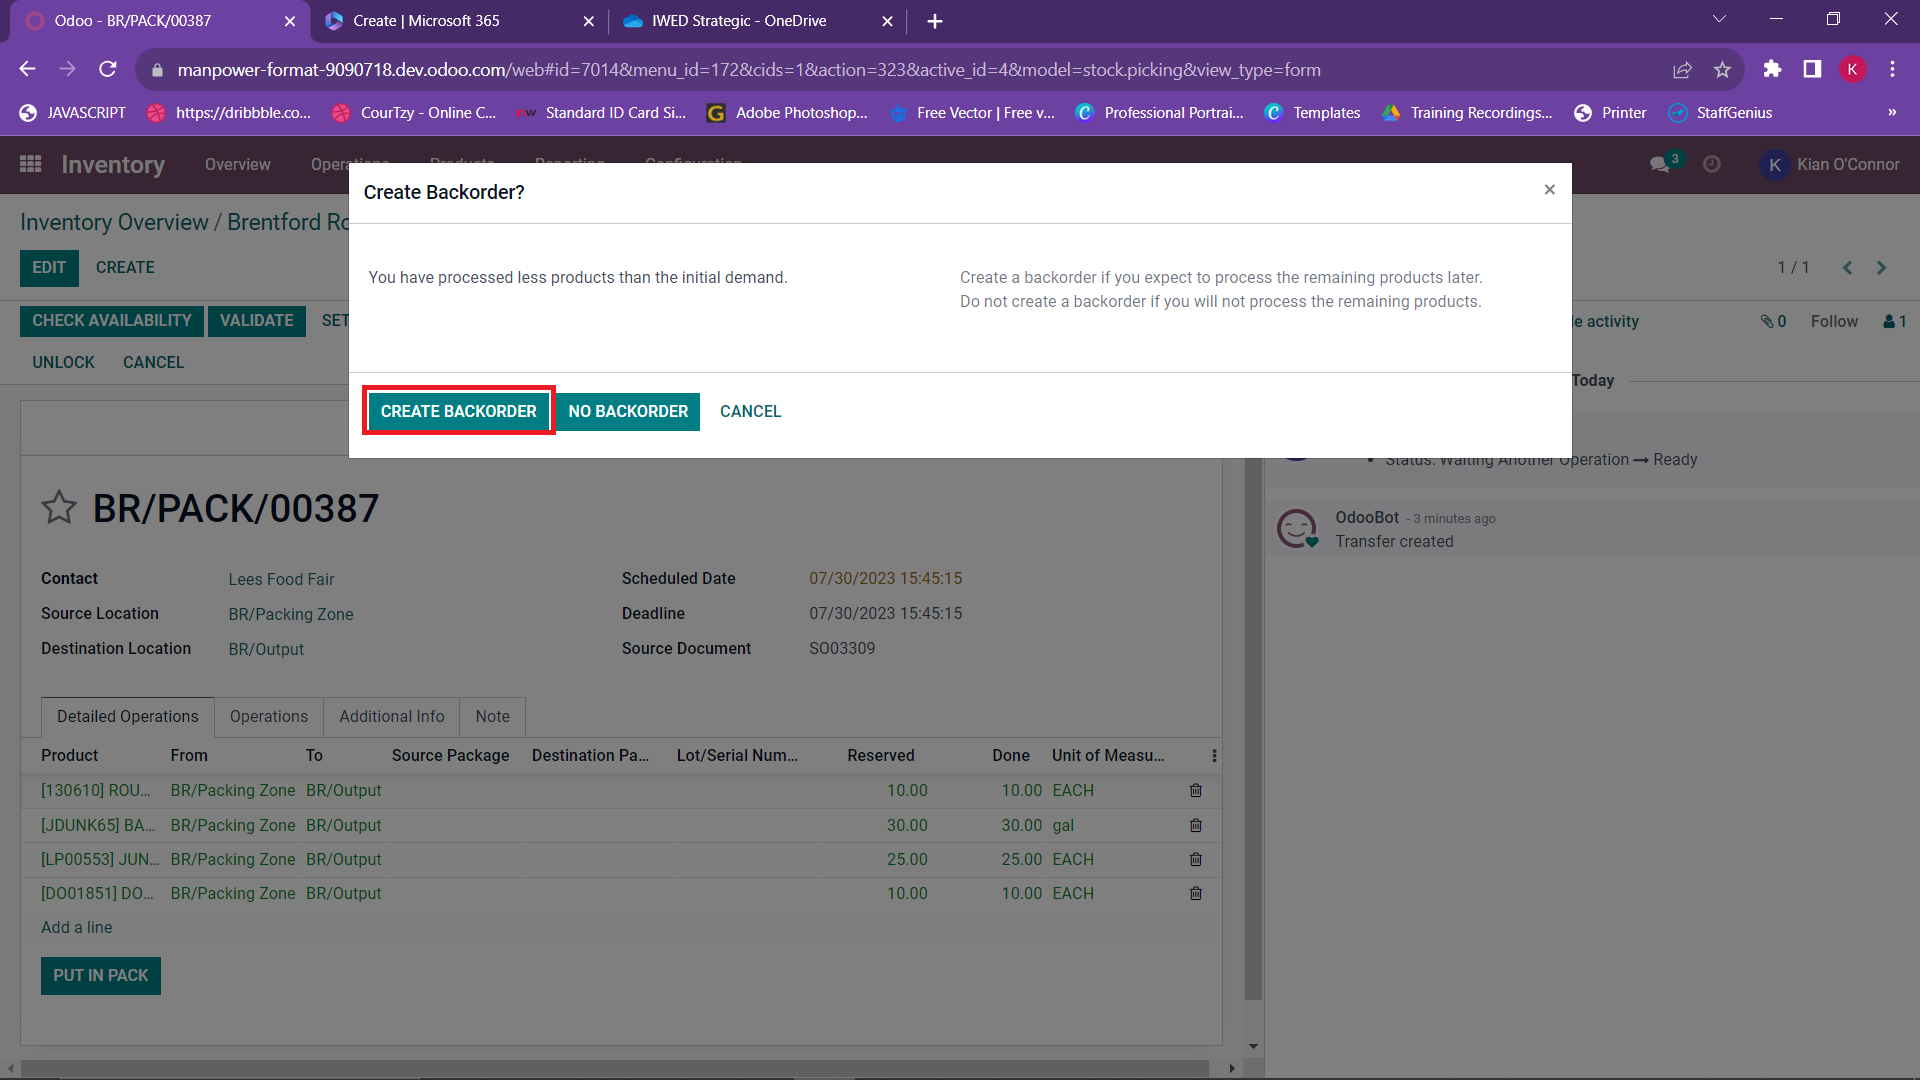 Odoo - BR/PACK/00387
Create | Microsoft 365
IWED Strategic - OneDrive
manpower-format-9090718.dev.odoo.com/web#id=7014&menu_id=172&cids=1&action=323&active_id=4&model=stock.picking&view_type=form
K
JAVASCRIPT
https://dribbble.co...
CourTzy - Online C...
Standard ID Card Si...
Adobe Photoshop...
Free Vector | Free v...
Professional Portrai...
Templates
Training Recordings...
Printer
StaffGenius
»
Inventory
Overview
Operations
Products
Reporting
Configuration
3
K
Kian O'Connor
Create Backorder?
×
Inventory Overview / Brentford Ro
EDIT
CREATE
You have processed less products than the initial demand.
Create a backorder if you expect to process the remaining products later.
Do not create a backorder if you will not process the remaining products.
1 / 1
CHECK AVAILABILITY
VALIDATE
SET
le activity
0
Follow
1
UNLOCK
CANCEL
Today
CREATE BACKORDER
NO BACKORDER
CANCEL
Status: Waiting Another Operation → Ready
BR/PACK/00387
OdooBot - 3 minutes ago
Transfer created
Contact
Lees Food Fair
Scheduled Date
07/30/2023 15:45:15
Source Location
BR/Packing Zone
Deadline
07/30/2023 15:45:15
Destination Location
BR/Output
Source Document
SO03309
Detailed Operations
Operations
Additional Info
Note
Product From To Source Package Destination Pa... Lot/Serial Num... Reserved Done Unit of Measu...
[130610] ROU... BR/Packing Zone BR/Output 10.00 10.00 EACH
[JDUNK65] BA... BR/Packing Zone BR/Output 30.00 30.00 gal
[LP00553] JUN... BR/Packing Zone BR/Output 25.00 25.00 EACH
[DO01851] DO... BR/Packing Zone BR/Output 10.00 10.00 EACH
Add a line
PUT IN PACK